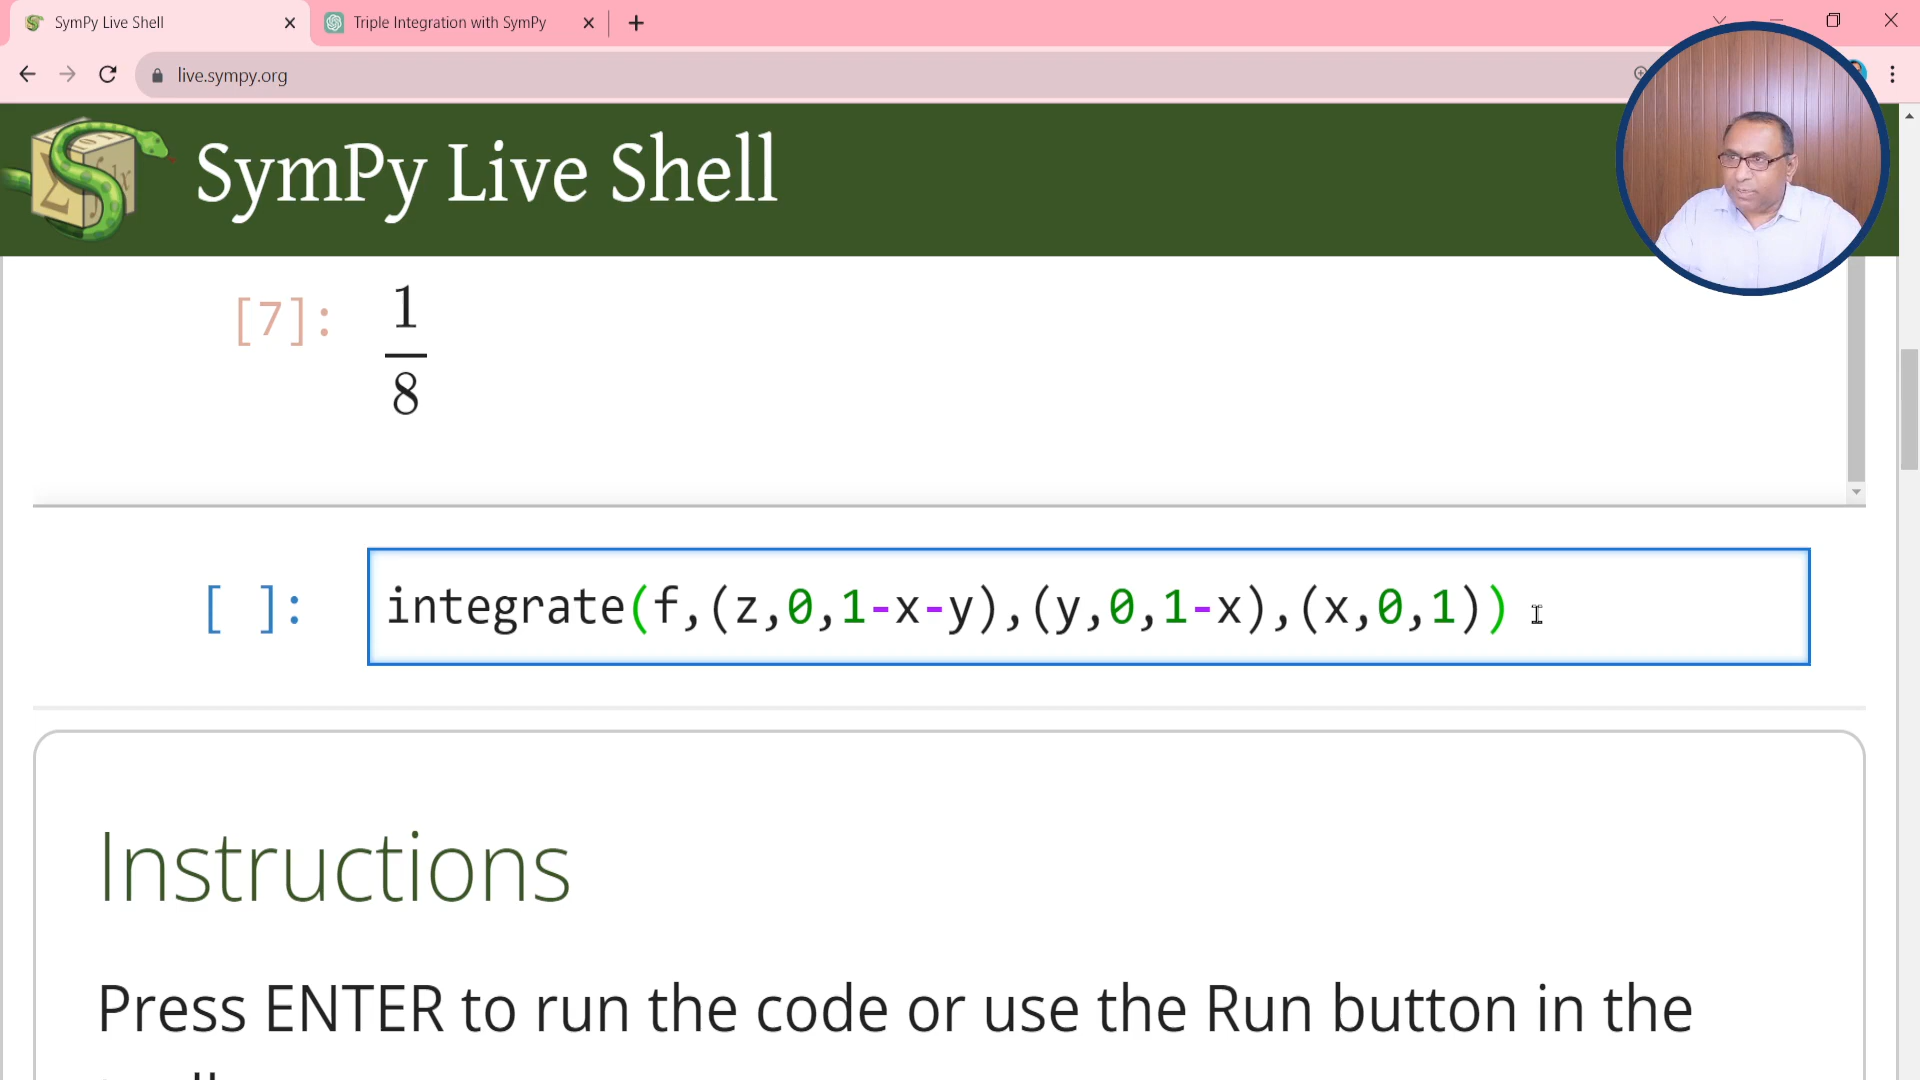 SymPy Live Shell
Triple Integration with SymPy
live.sympy.org
SymPy Live Shell
[7]:
1
8
[ ]:
integrate(f,(z,0,1-x-y),(y,0,1-x),(x,0,1))
Instructions
Press ENTER to run the code or use the Run button in the